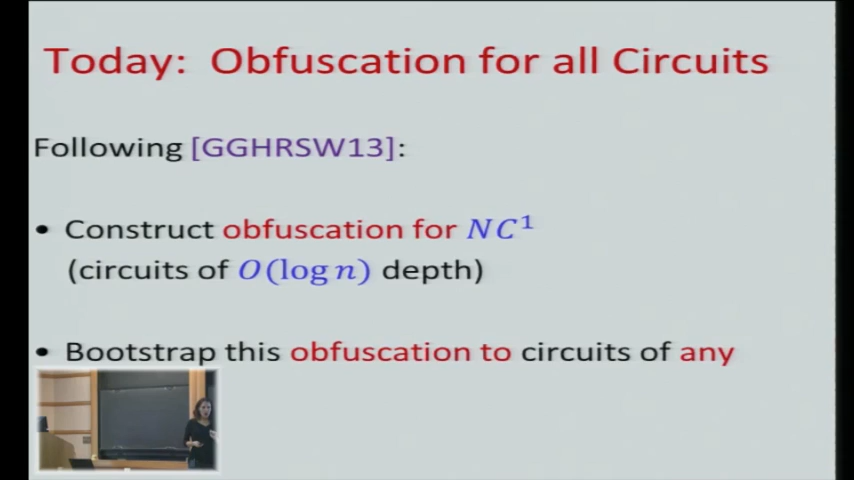 Today: Obfuscation for all Circuits
Following [GGHRSW13]:
• Construct obfuscation for NC¹
(circuits of O(log n) depth)
• Bootstrap this obfuscation to circuits of any